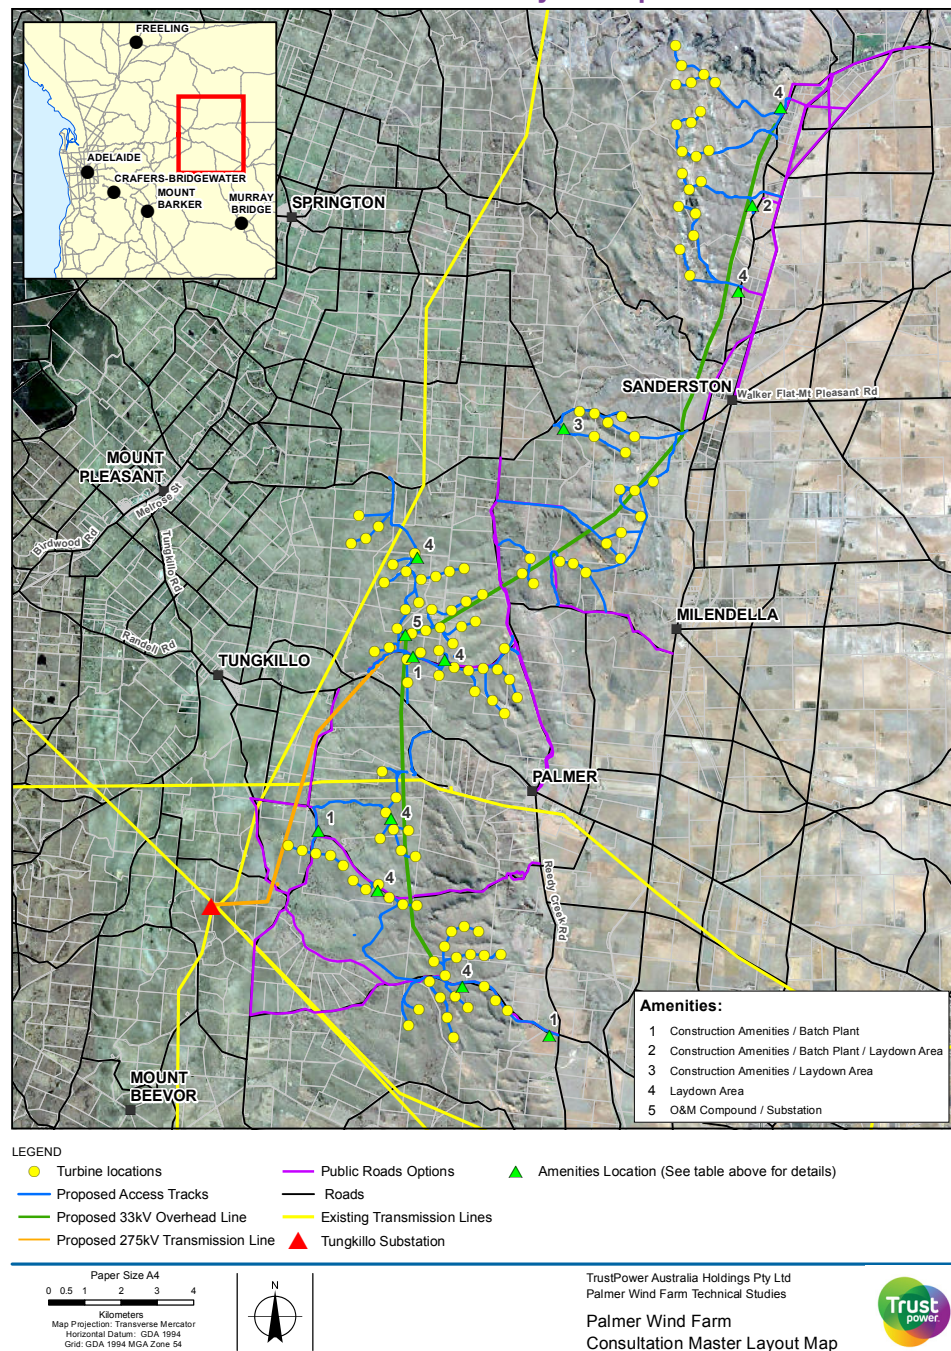 FREELING
ADELAIDE
CRAFERS-BRIDGEWATER
MOUNT
BARKER
MURRAY
BRIDGE
SPRINGTON
4
2
4
SANDERSTON
Walker Flat-Mt Pleasant Rd
3
MOUNT
PLEASANT
Melrose St
Birdwood Rd
Tungkillo Rd
4
Randell Rd
5
MILENDELLA
TUNGKILLO
4
1
PALMER
1
4
4
Reedy Creek Rd
4
1
MOUNT
BEEVOR
Amenities:
1 Construction Amenities / Batch Plant
2 Construction Amenities / Batch Plant / Laydown Area
3 Construction Amenities / Laydown Area
4 Laydown Area
5 O&M Compound / Substation
LEGEND
Turbine locations
Public Roads Options
Amenities Location (See table above for details)
Proposed Access Tracks
Roads
Proposed 33kV Overhead Line
Existing Transmission Lines
Proposed 275kV Transmission Line
Tungkillo Substation
Paper Size A4
0 0.5 1 2 3 4
Kilometers
Map Projection: Transverse Mercator
Horizontal Datum: GDA 1994
Grid: GDA 1994 MGA Zone 54
N
TrustPower Australia Holdings Pty Ltd
Palmer Wind Farm Technical Studies
Palmer Wind Farm
Consultation Master Layout Map
Trust
power.